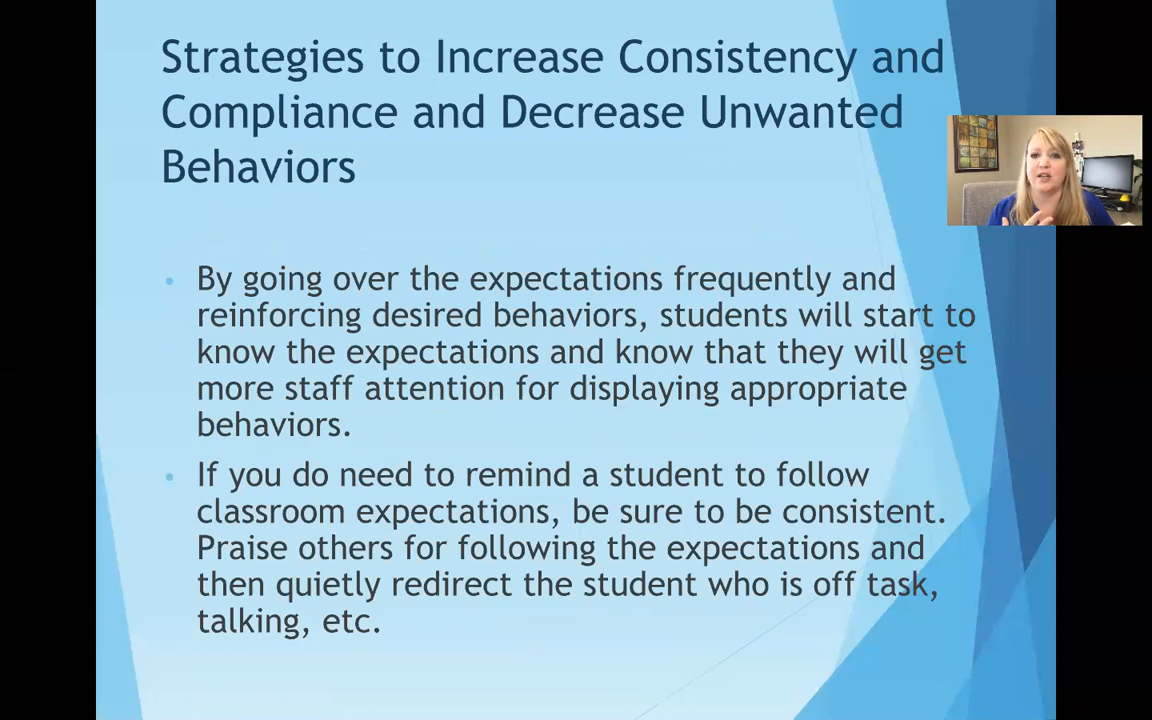 Strategies to Increase Consistency and
Compliance and Decrease Unwanted
Behaviors
By going over the expectations frequently and
reinforcing desired behaviors, students will start to
know the expectations and know that they will get
more staff attention for displaying appropriate
behaviors.
If you do need to remind a student to follow
classroom expectations, be sure to be consistent.
Praise others for following the expectations and
then quietly redirect the student who is off task,
talking, etc.